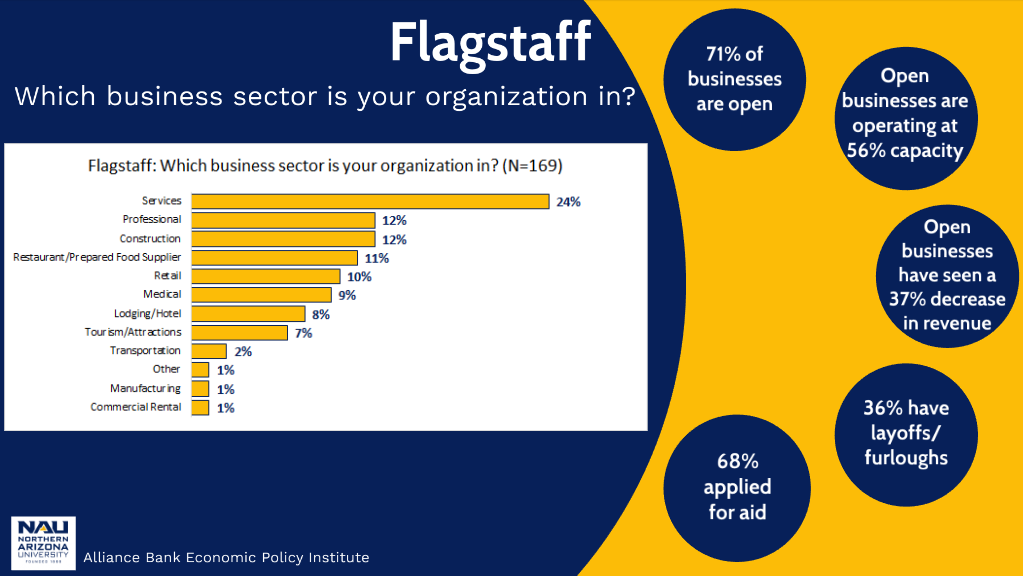 Flagstaff
Which business sector is your organization in?
Flagstaff: Which business sector is your organization in? (N=169)
Services 24%
Professional 12%
Construction 12%
Restaurant/Prepared Food Supplier 11%
Retail 10%
Medical 9%
Lodging/Hotel 8%
Tourism/Attractions 7%
Transportation 2%
Other 1%
Manufacturing 1%
Commercial Rental 1%
71% of
businesses
are open
Open
businesses are
operating at
56% capacity
Open
businesses
have seen a
37% decrease
in revenue
36% have
layoffs/
furloughs
68%
applied
for aid
NAU
NORTHERN
ARIZONA
UNIVERSITY
FOUNDED 1899
Alliance Bank Economic Policy Institute